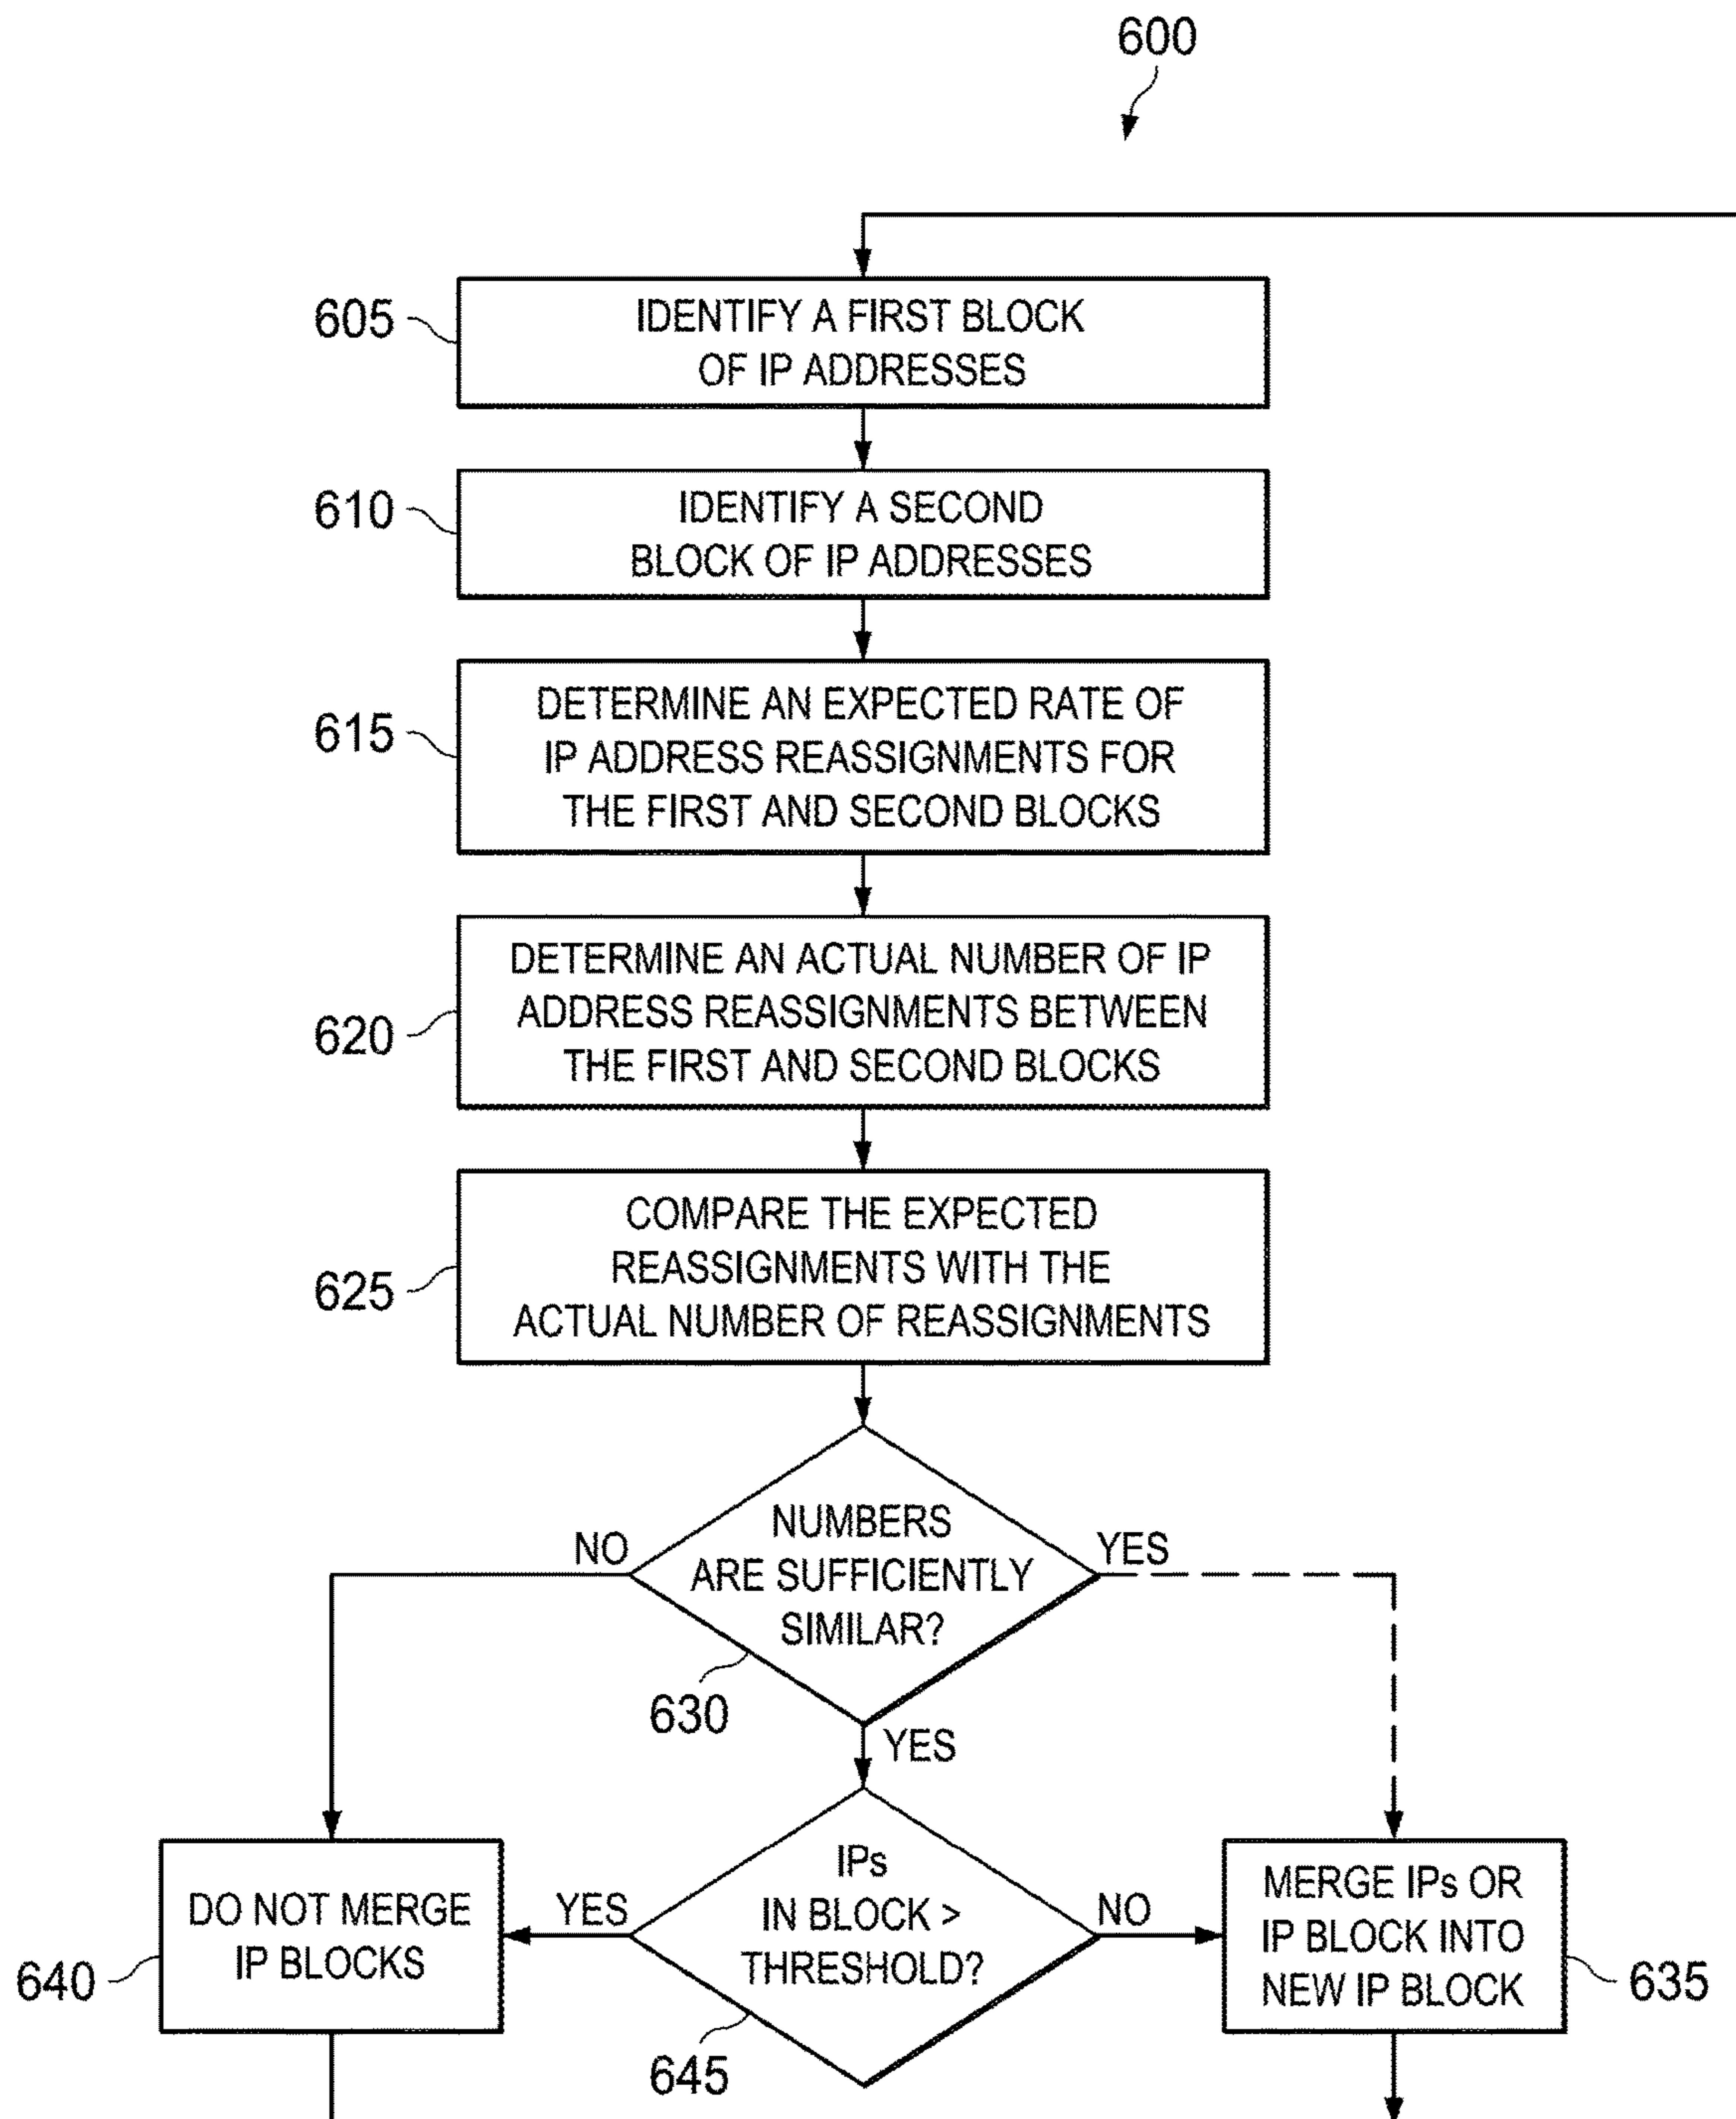 600
605
IDENTIFY A FIRST BLOCK
OF IP ADDRESSES
610
IDENTIFY A SECOND
BLOCK OF IP ADDRESSES
615
DETERMINE AN EXPECTED RATE OF
IP ADDRESS REASSIGNMENTS FOR
THE FIRST AND SECOND BLOCKS
620
DETERMINE AN ACTUAL NUMBER OF IP
ADDRESS REASSIGNMENTS BETWEEN
THE FIRST AND SECOND BLOCKS
625
COMPARE THE EXPECTED
REASSIGNMENTS WITH THE
ACTUAL NUMBER OF REASSIGNMENTS
NO
NUMBERS
ARE SUFFICIENTLY
SIMILAR?
YES
630
YES
DO NOT MERGE
IP BLOCKS
640
YES
IPs
IN BLOCK >
THRESHOLD?
NO
645
MERGE IPs OR
IP BLOCK INTO
NEW IP BLOCK
635